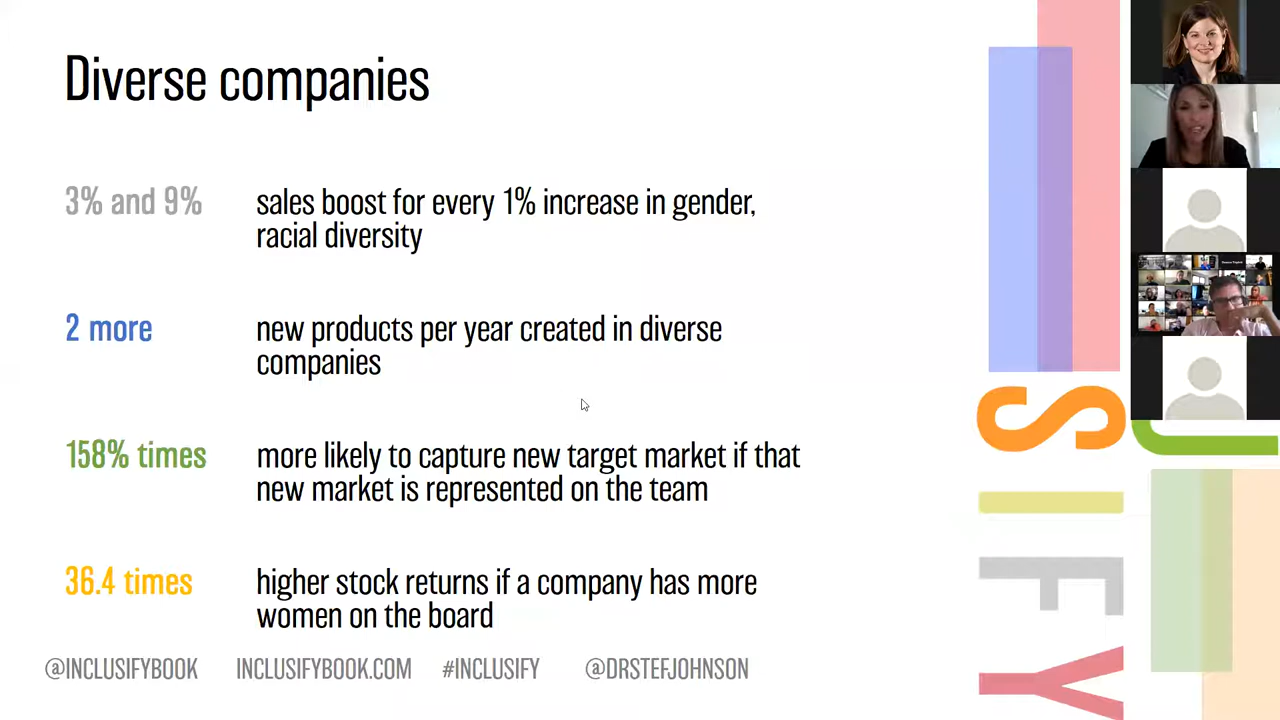 Diverse companies
3% and 9%
sales boost for every 1% increase in gender,
racial diversity
2 more
new products per year created in diverse
companies
158% times
more likely to capture new target market if that
new market is represented on the team
36.4 times
higher stock returns if a company has more
women on the board
@INCLUSIFYBOOK
INCLUSIFYBOOK.COM
#INCLUSIFY
@DRSTEFJOHNSON
SIFY